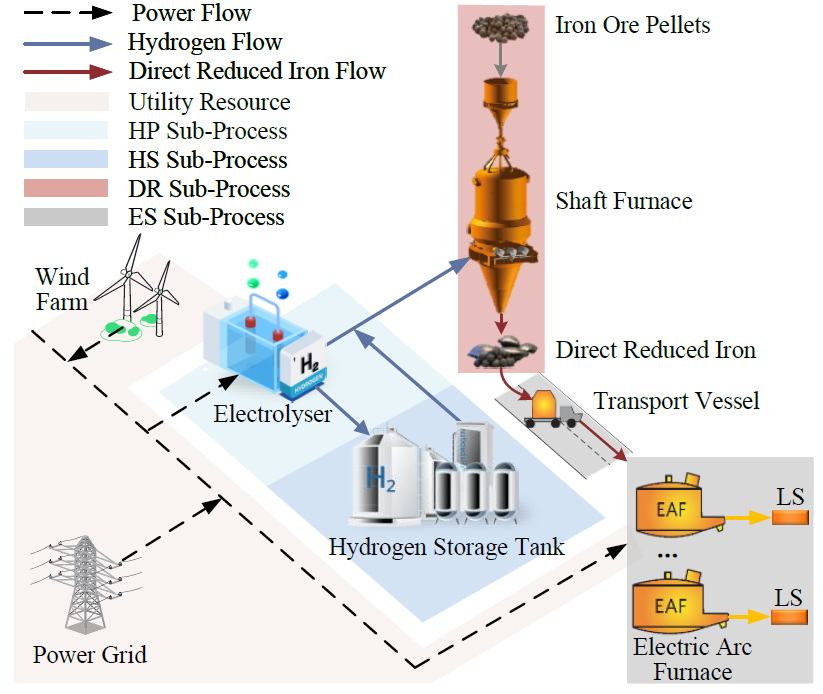 Power Flow
Hydrogen Flow
Direct Reduced Iron Flow
Utility Resource
HP Sub-Process
HS Sub-Process
DR Sub-Process
ES Sub-Process
Iron Ore Pellets
Shaft Furnace
Wind
Farm
H2
HYDROGEN
Electrolyser
Direct Reduced Iron
Transport Vessel
H2
Hydrogen Storage Tank
EAF
LS
...
EAF
LS
Electric Arc
Furnace
Power Grid